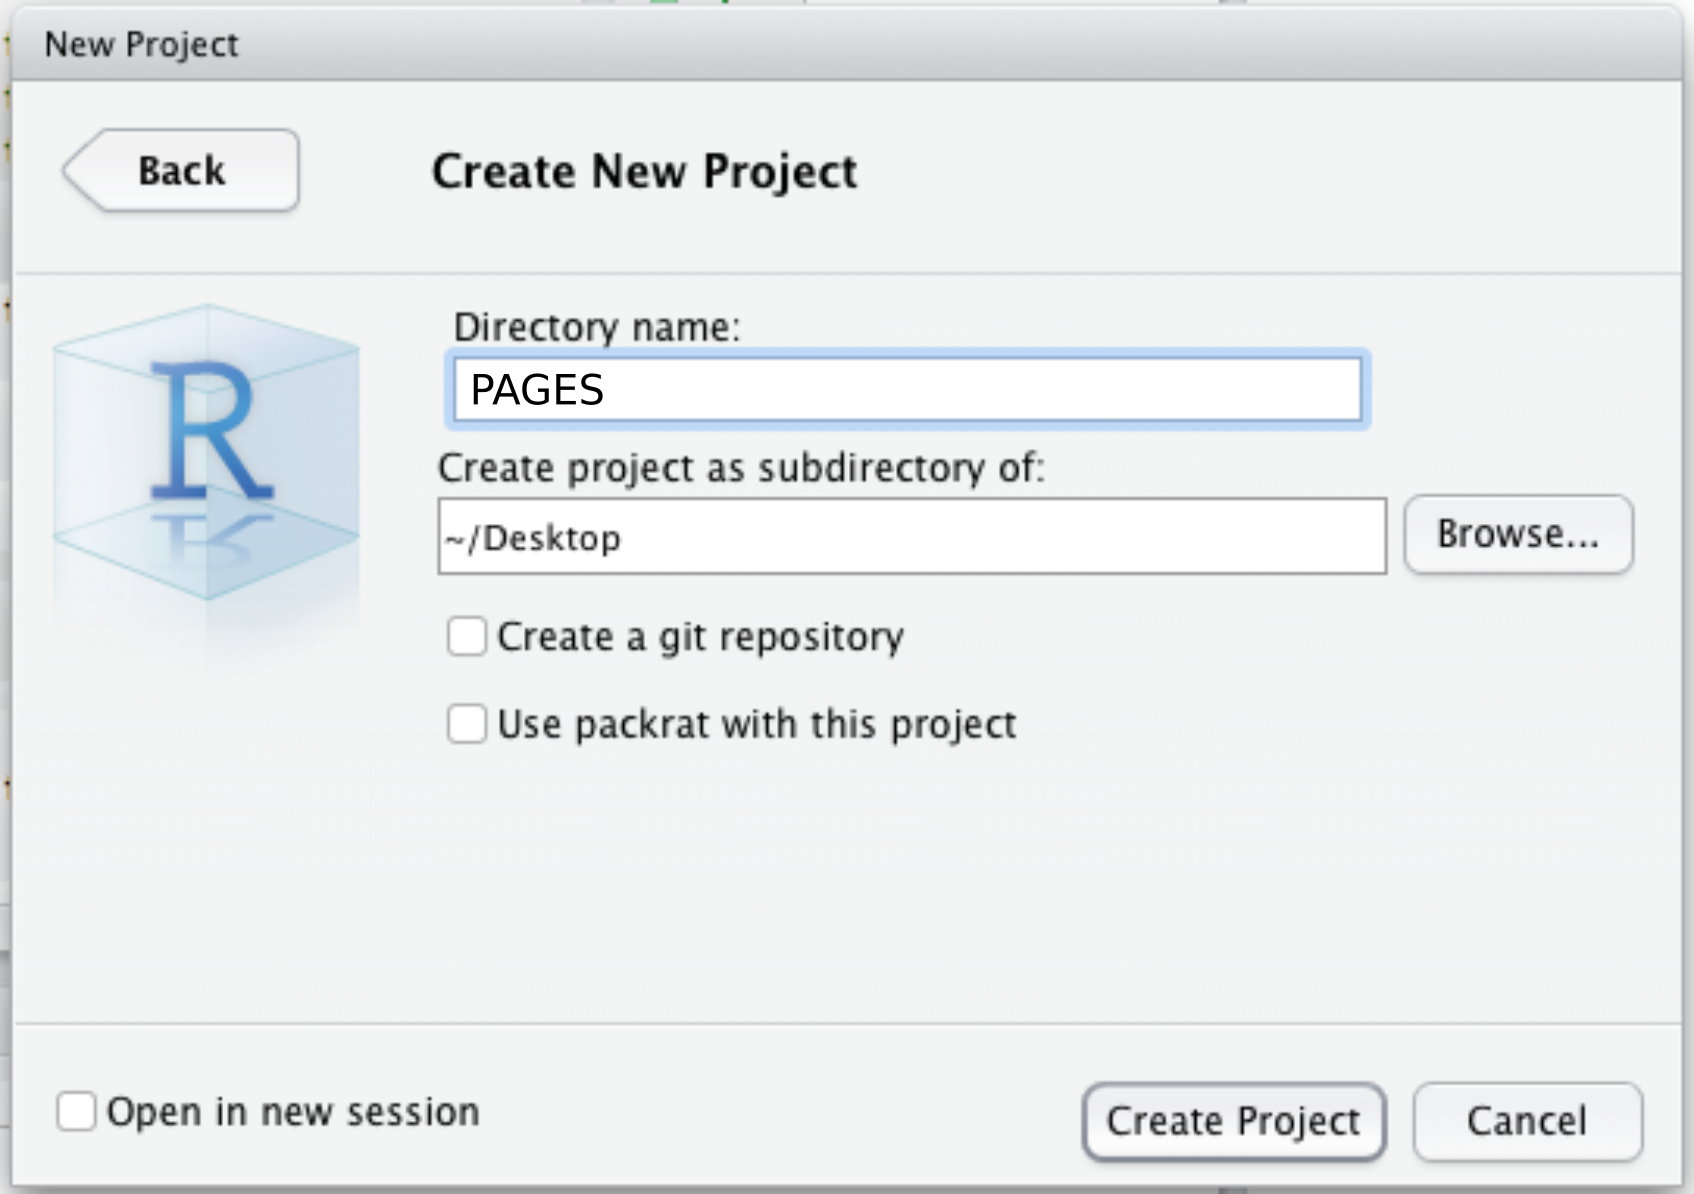 New Project
Back
Create New Project
R
Directory name:
PAGES
Create project as subdirectory of:
~/Desktop
Browse...
Create a git repository
Use packrat with this project
Open in new session
Create Project
Cancel